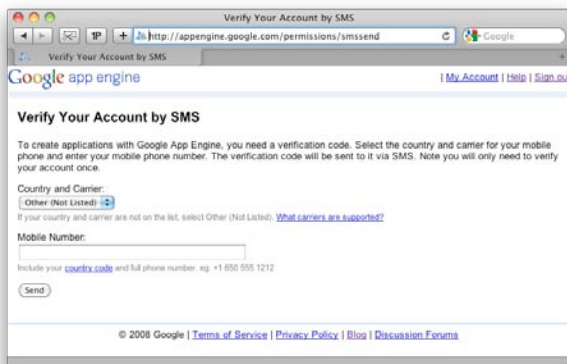 Verify Your Account by SMS
1P
+
http://appengine.google.com/permissions/smssend
Google
Verify Your Account by SMS
+
Google app engine
| My Account | Help | Sign ou
Verify Your Account by SMS
To create applications with Google App Engine, you need a verification code. Select the country and carrier for your mobile
phone and enter your mobile phone number. The verification code will be sent to it via SMS. Note you will only need to verify
your account once.
Country and Carrier:
Other (Not Listed)
If your country and carrier are not on the list, select Other (Not Listed). What carriers are supported?
Mobile Number:
Include your country code and full phone number. eg. +1 650 555 1212
Send
© 2008 Google | Terms of Service | Privacy Policy | Blog | Discussion Forums